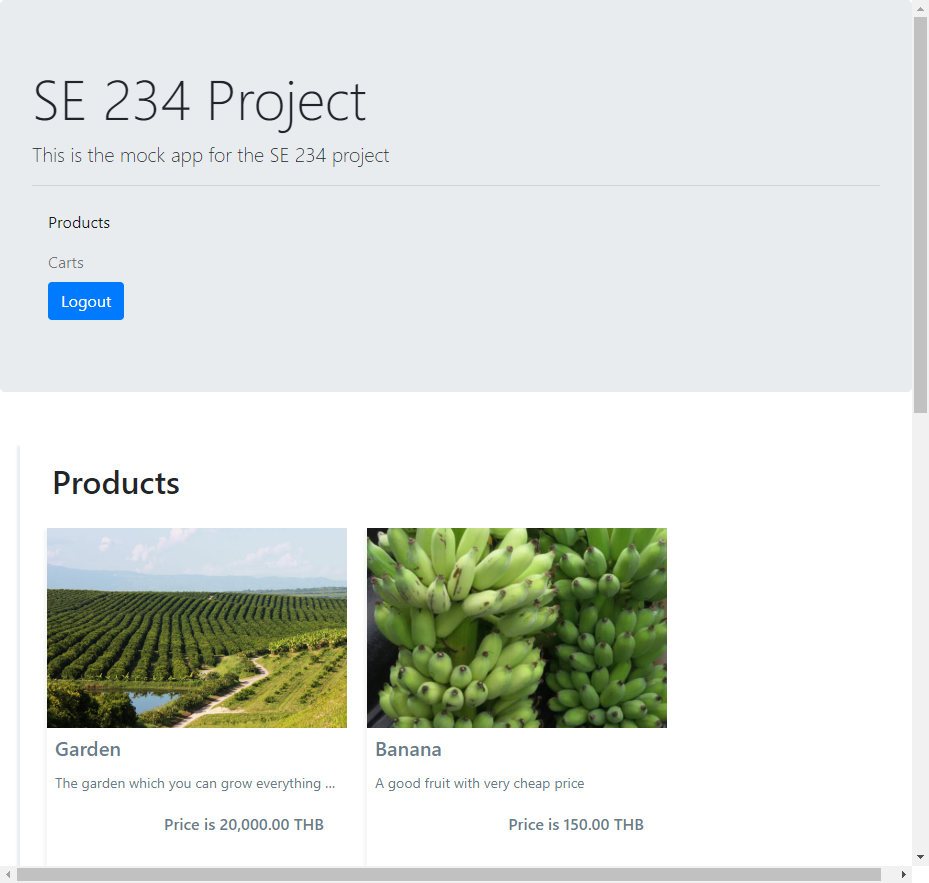 SE 234 Project
This is the mock app for the SE 234 project
Products
Carts
Logout
Products
Garden
The garden which you can grow everything ...
Price is 20,000.00 THB
Banana
A good fruit with very cheap price
Price is 150.00 THB